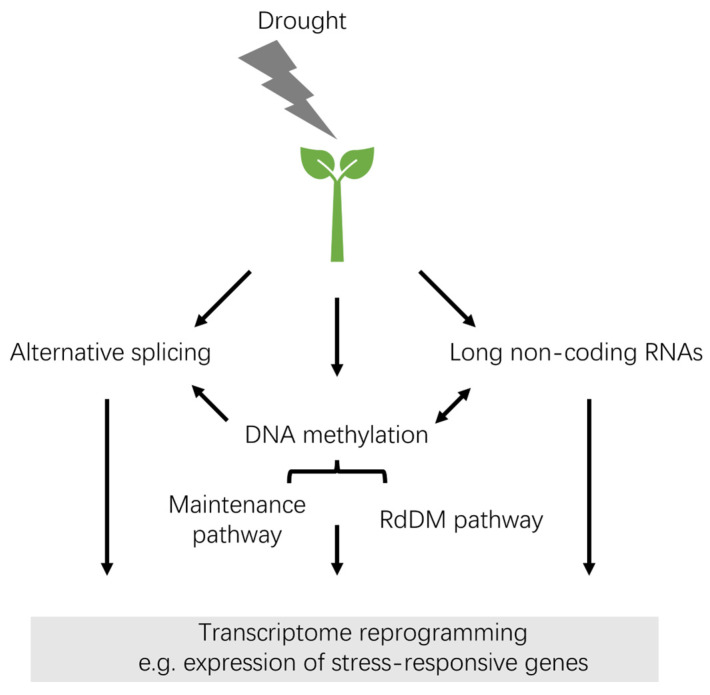 Drought
Alternative splicing
Long non-coding RNAs
DNA methylation
Maintenance
pathway
RdDM pathway
Transcriptome reprogramming
e.g. expression of stress-responsive genes